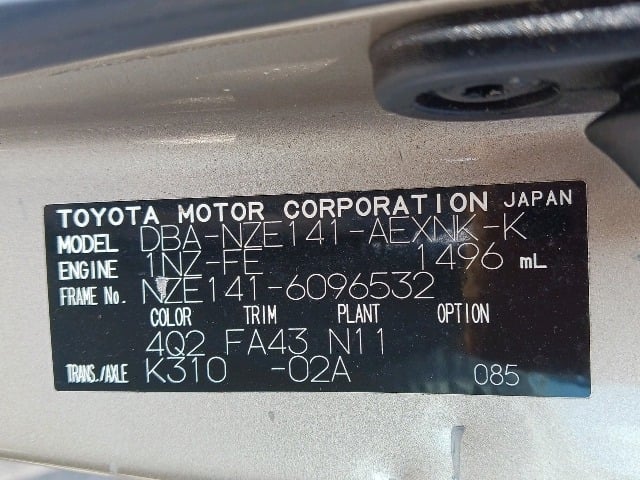 TOYOTA MOTOR CORPORATION JAPAN
MODEL DBA-NZE141-AEXNK-K
ENGINE 1NZ-FE 1496 mL
FRAME No. NZE141-6096532
COLOR TRIM PLANT OPTION
4Q2 FA43 N11
TRANS./AXLE K310 -02A 085